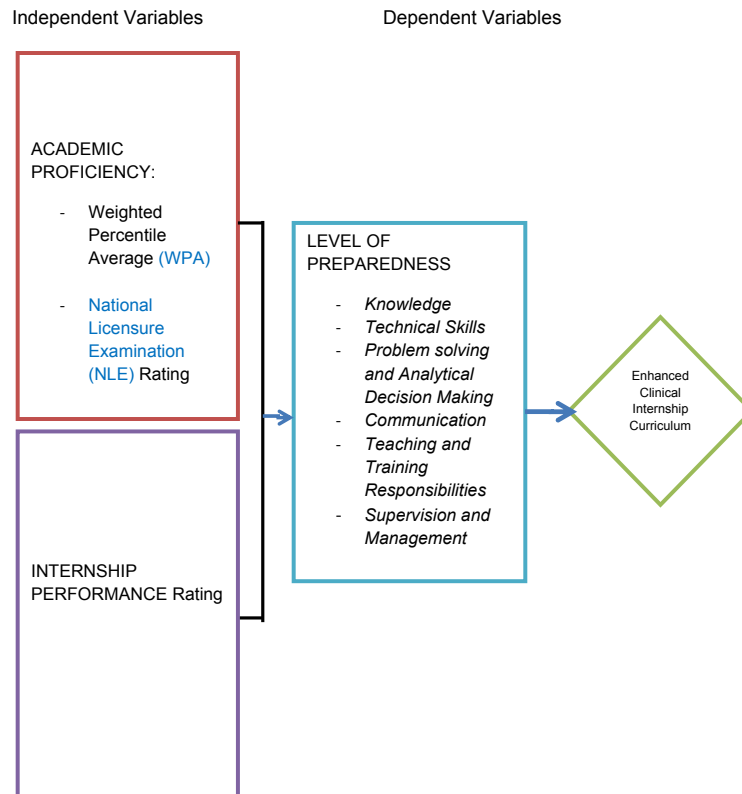 Independent Variables
Dependent Variables
ACADEMIC
PROFICIENCY:
- Weighted
Percentile
Average (WPA)
- National
Licensure
Examination
(NLE) Rating
INTERNSHIP
PERFORMANCE Rating
LEVEL OF
PREPAREDNESS
- Knowledge
- Technical Skills
- Problem solving
and Analytical
Decision Making
- Communication
- Teaching and
Training
Responsibilities
- Supervision and
Management
Enhanced
Clinical
Internship
Curriculum